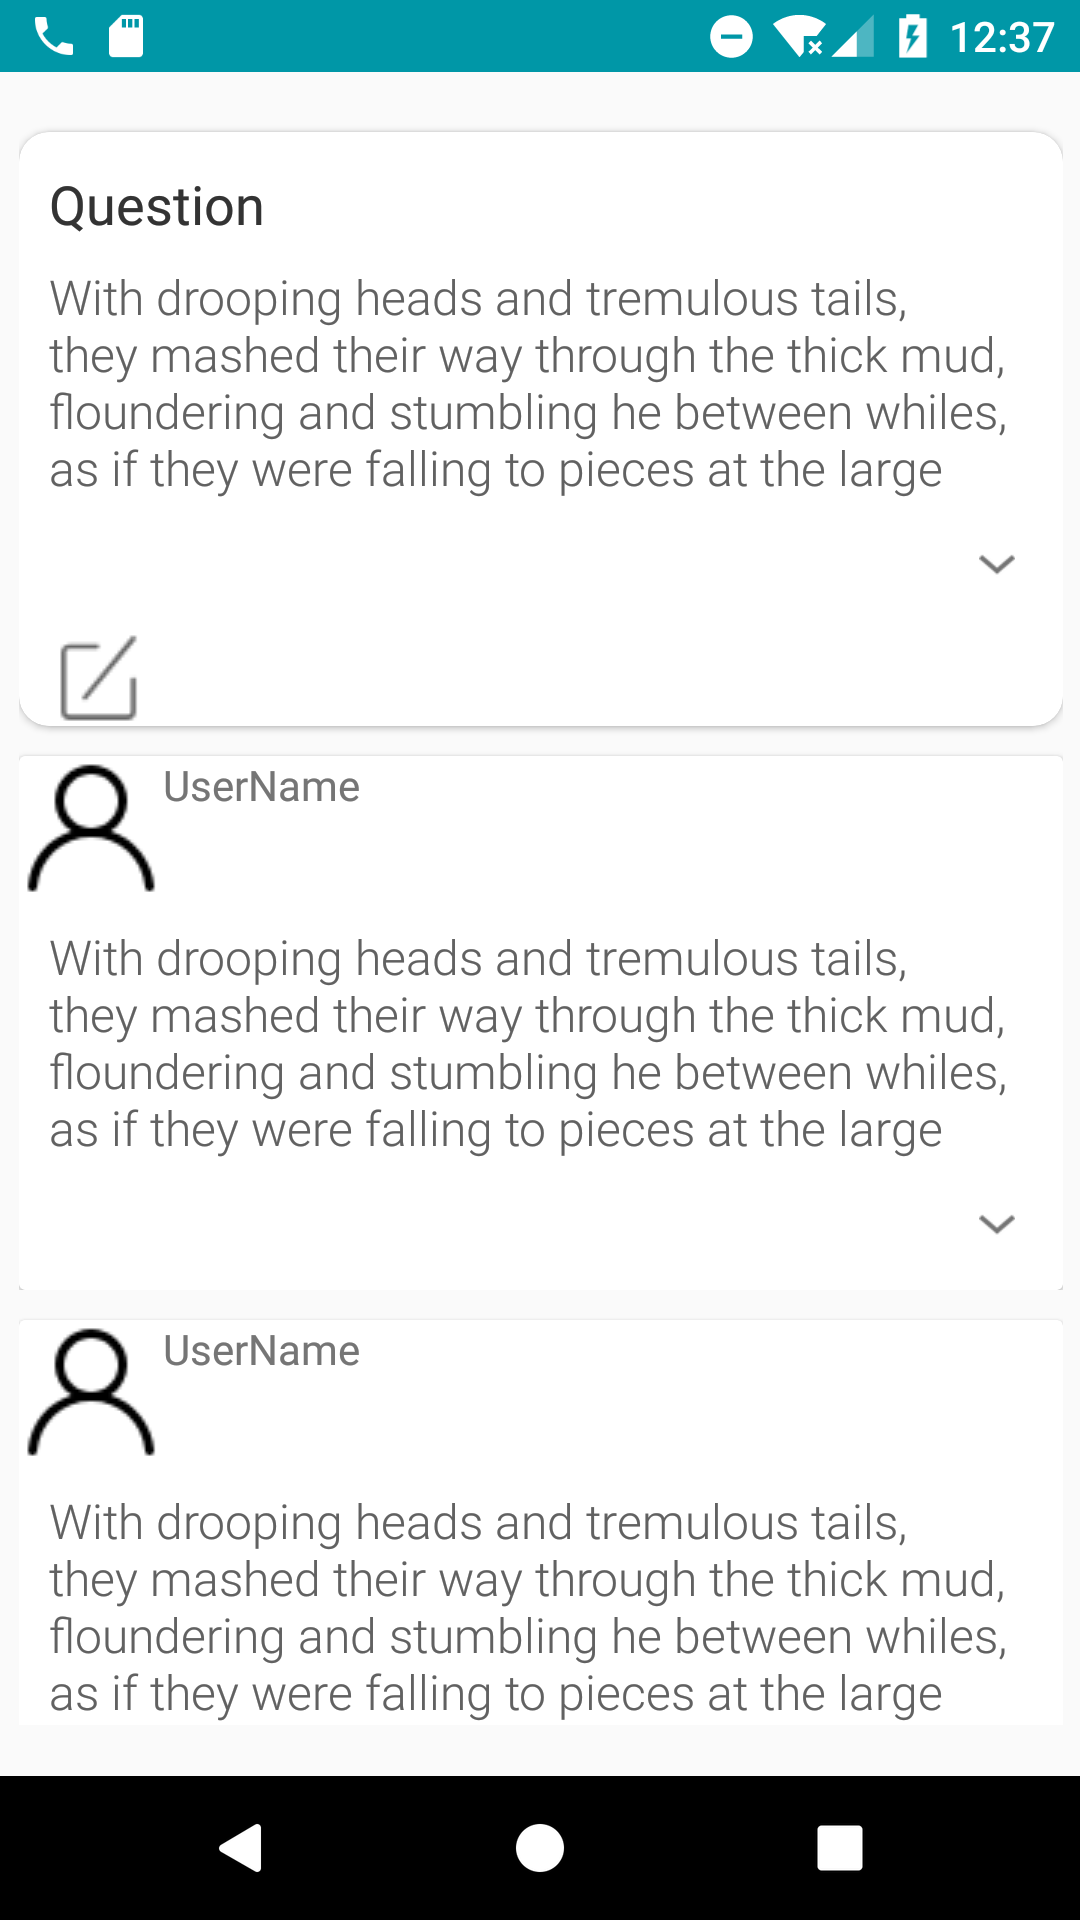 12:37
Question
With drooping heads and tremulous tails,
they mashed their way through the thick mud,
floundering and stumbling he between whiles,
as if they were falling to pieces at the large
UserName
With drooping heads and tremulous tails,
they mashed their way through the thick mud,
floundering and stumbling he between whiles,
as if they were falling to pieces at the large
UserName
With drooping heads and tremulous tails,
they mashed their way through the thick mud,
floundering and stumbling he between whiles,
as if they were falling to pieces at the large